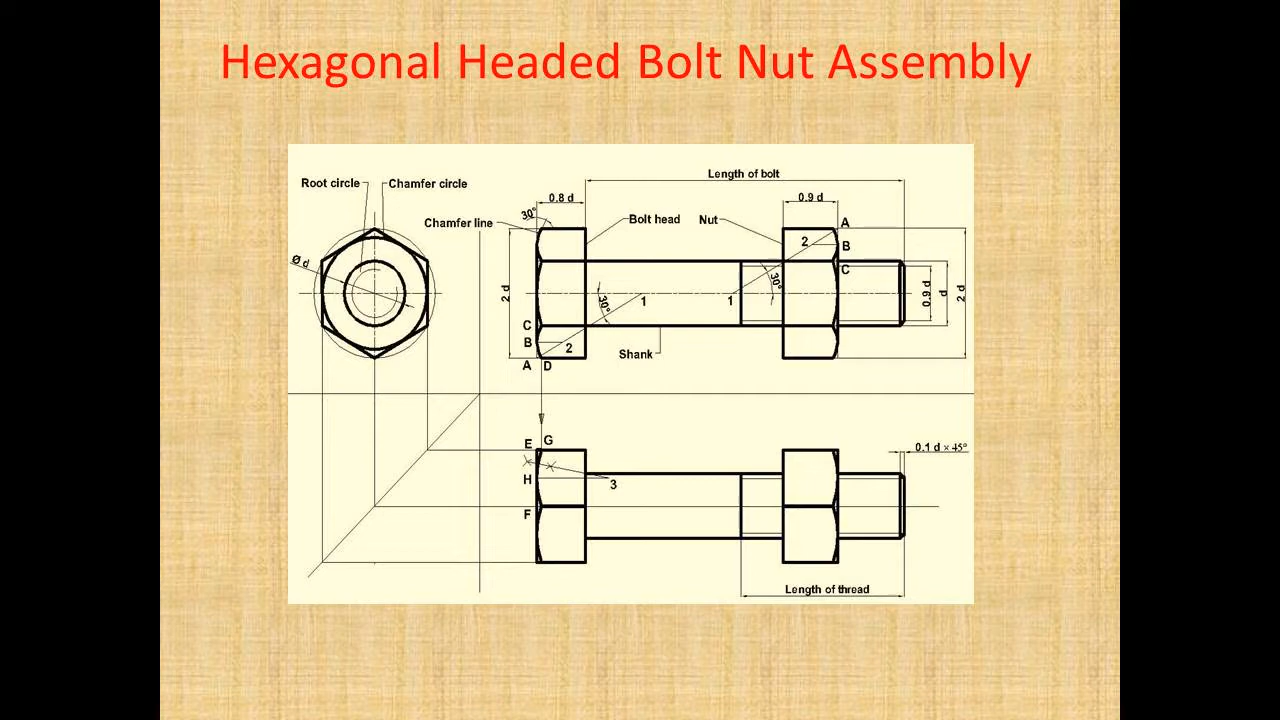 Hexagonal Headed Bolt Nut Assembly
Length of bolt
Root circle
Chamfer circle
0.8 d
0.9 d
30°
Chamfer line
Bolt head
Nut
A
2
B
C
Ø d
2 d
30°
1
1
30°
0.9 d
d
2 d
C
B
2
Shank
A D
E G
0.1 d × 45°
H
3
F
Length of thread